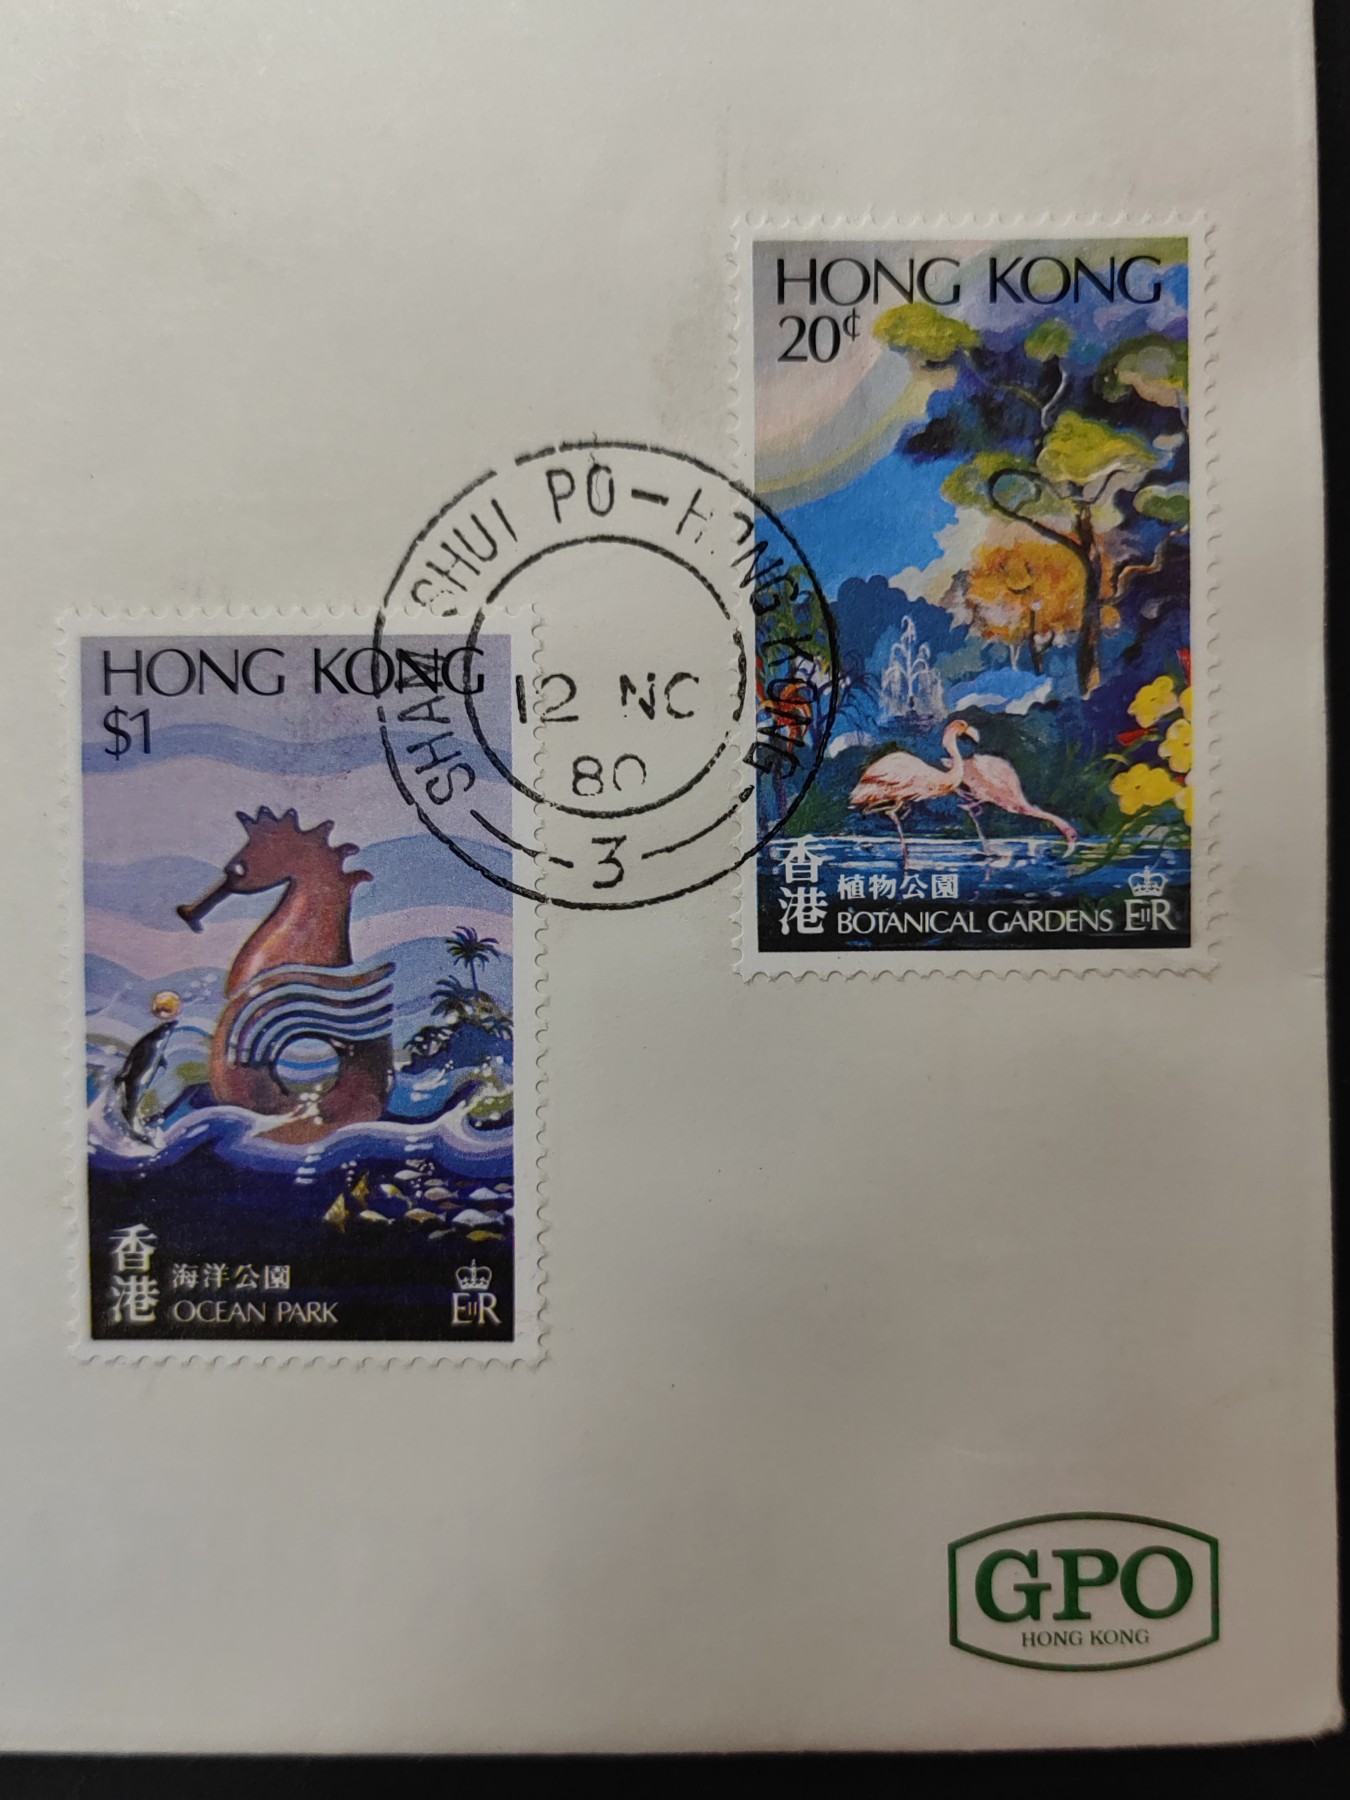 HONG KONG
20¢
香港
植物公園
BOTANICAL GARDENS
EIIR
SHAM SHUI PO-HONG KONG
12 NO
80
3
HONG KONG
$1
香港
海洋公園
OCEAN PARK
EIIR
GPO
HONG KONG